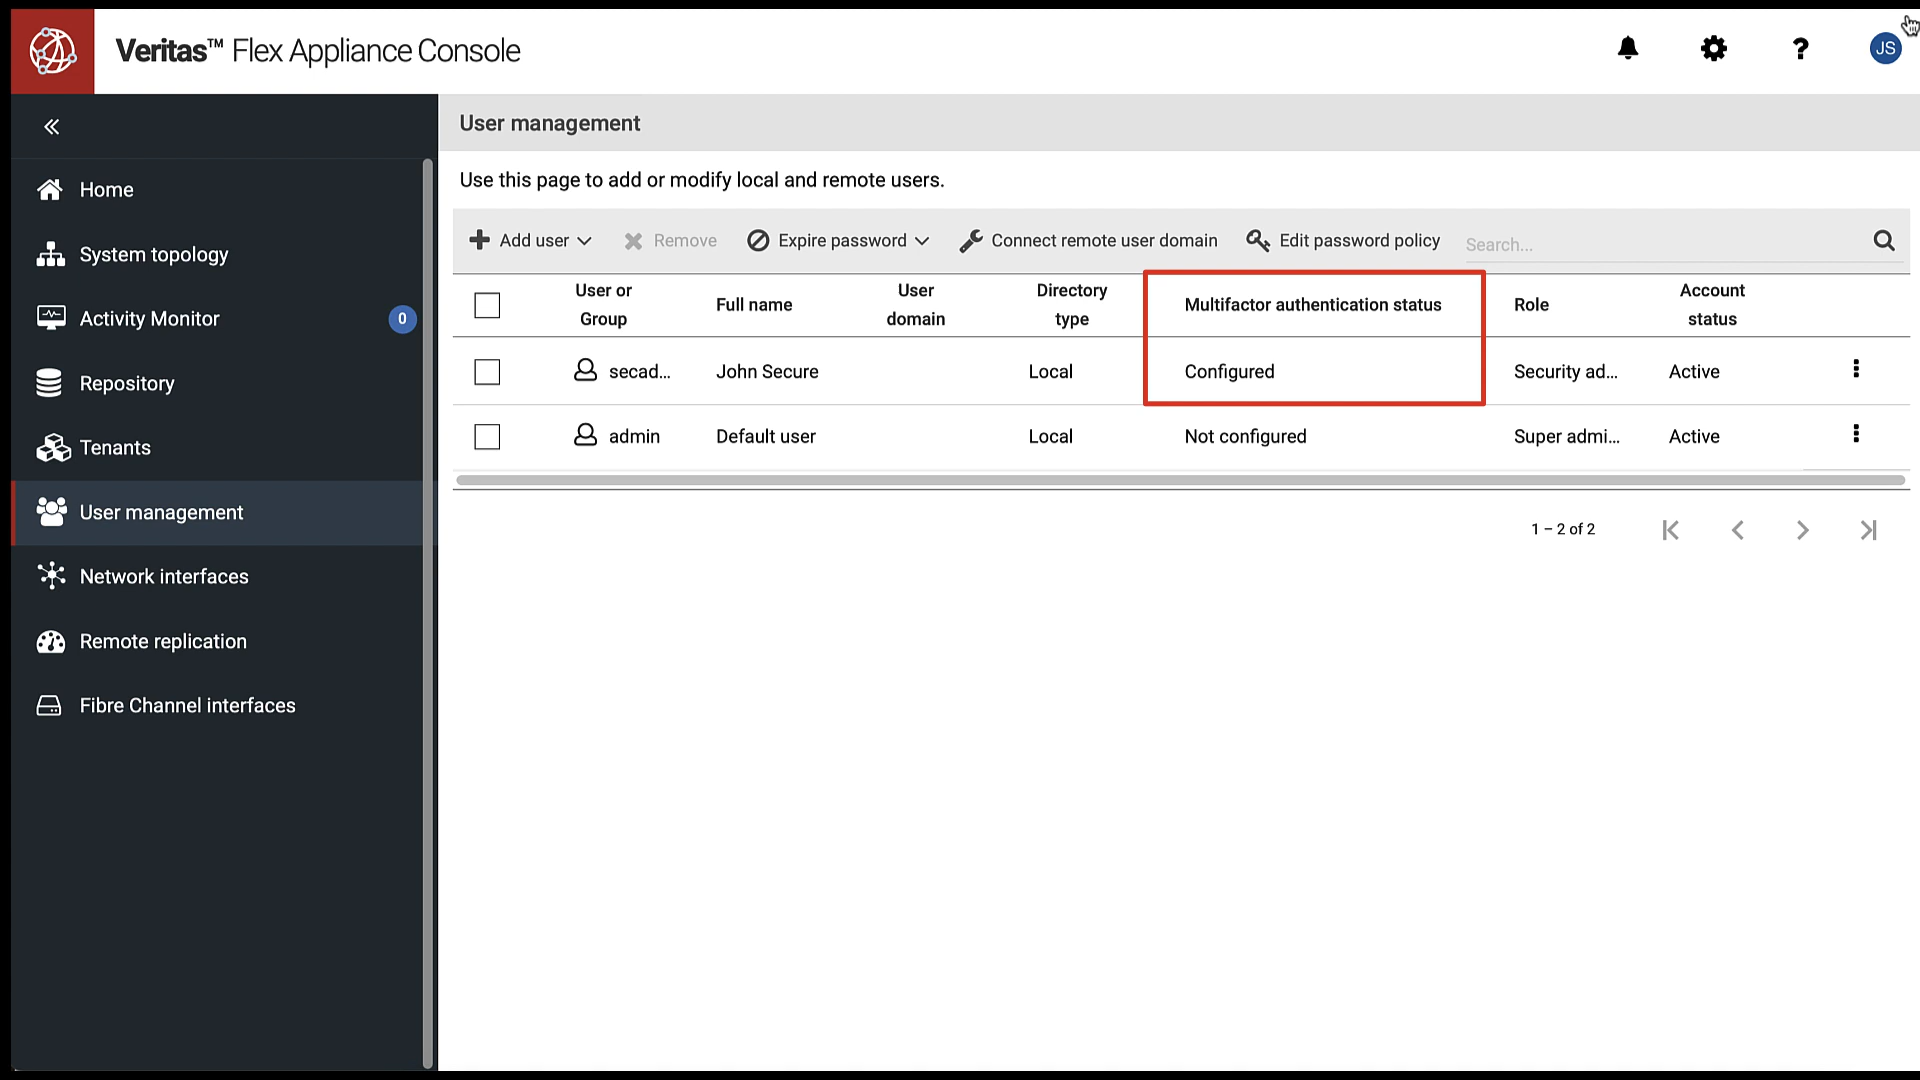 Veritas™ Flex Appliance Console
JS
Home
System topology
Activity Monitor
0
Repository
Tenants
User management
Network interfaces
Remote replication
Fibre Channel interfaces
User management
Use this page to add or modify local and remote users.
Add user
Remove
Expire password
Connect remote user domain
Edit password policy
Search...
User or
Group
Full name
User
domain
Directory
type
Multifactor authentication status
Role
Account
status
secad...
John Secure
Local
Configured
Security ad...
Active
admin
Default user
Local
Not configured
Super admi...
Active
1 – 2 of 2